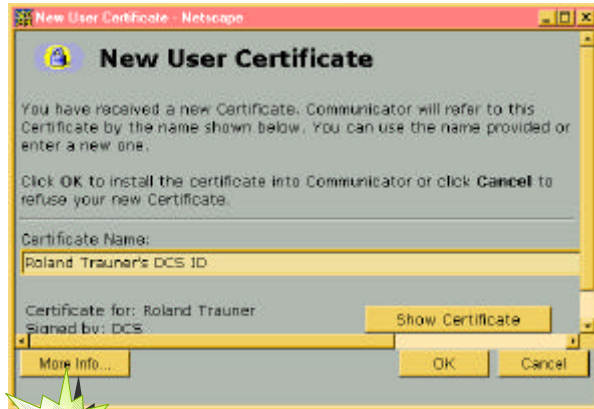 New User Certificate - Netscape
New User Certificate
You have received a new Certificate. Communicator will refer to this
Certificate by the name shown below. You can use the name provided or
enter a new one.
Click OK to install the certificate into Communicator or click Cancel to
refuse your new Certificate.
Certificate Name:
Roland Trauner's DCS ID
Certificate for: Roland Trauner
Signed by: DCS
Show Certificate
More Info...
OK
Cancel